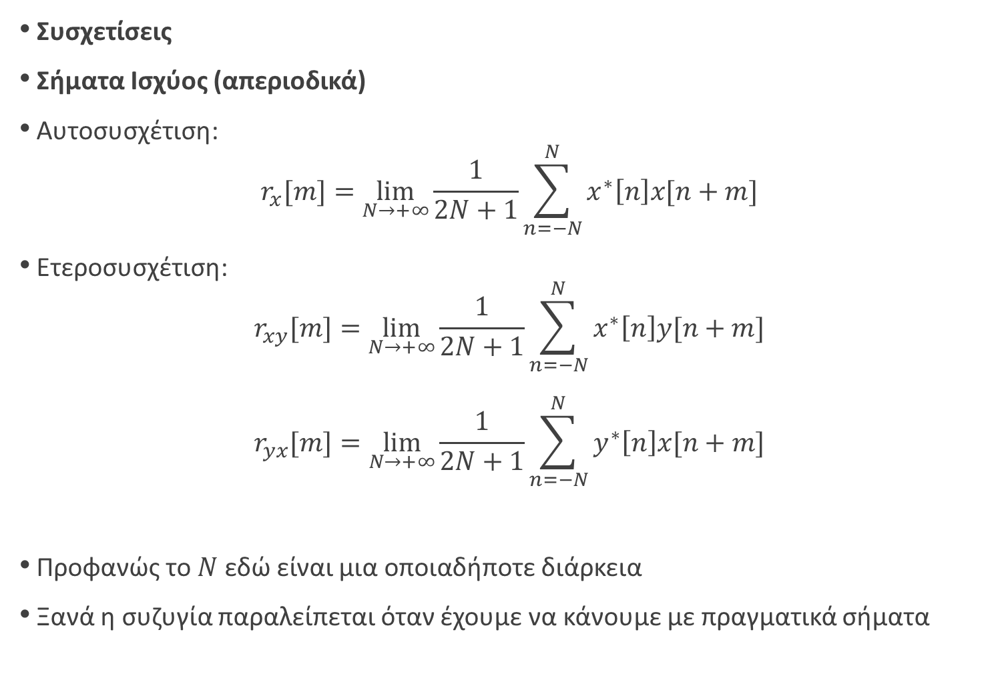 • Συσχετίσεις
• Σήματα Ισχύος (απεριοδικά)
• Αυτοσυσχέτιση:
$r_x[m] = \lim_{N \to +\infty} \frac{1}{2N+1} \sum_{n=-N}^{N} x^*[n]x[n+m]$
• Ετεροσυσχέτιση:
$r_{xy}[m] = \lim_{N \to +\infty} \frac{1}{2N+1} \sum_{n=-N}^{N} x^*[n]y[n+m]$
$r_{yx}[m] = \lim_{N \to +\infty} \frac{1}{2N+1} \sum_{n=-N}^{N} y^*[n]x[n+m]$
• Προφανώς το $N$ εδώ είναι μια οποιαδήποτε διάρκεια
• Ξανά η συζυγία παραλείπεται όταν έχουμε να κάνουμε με πραγματικά σήματα